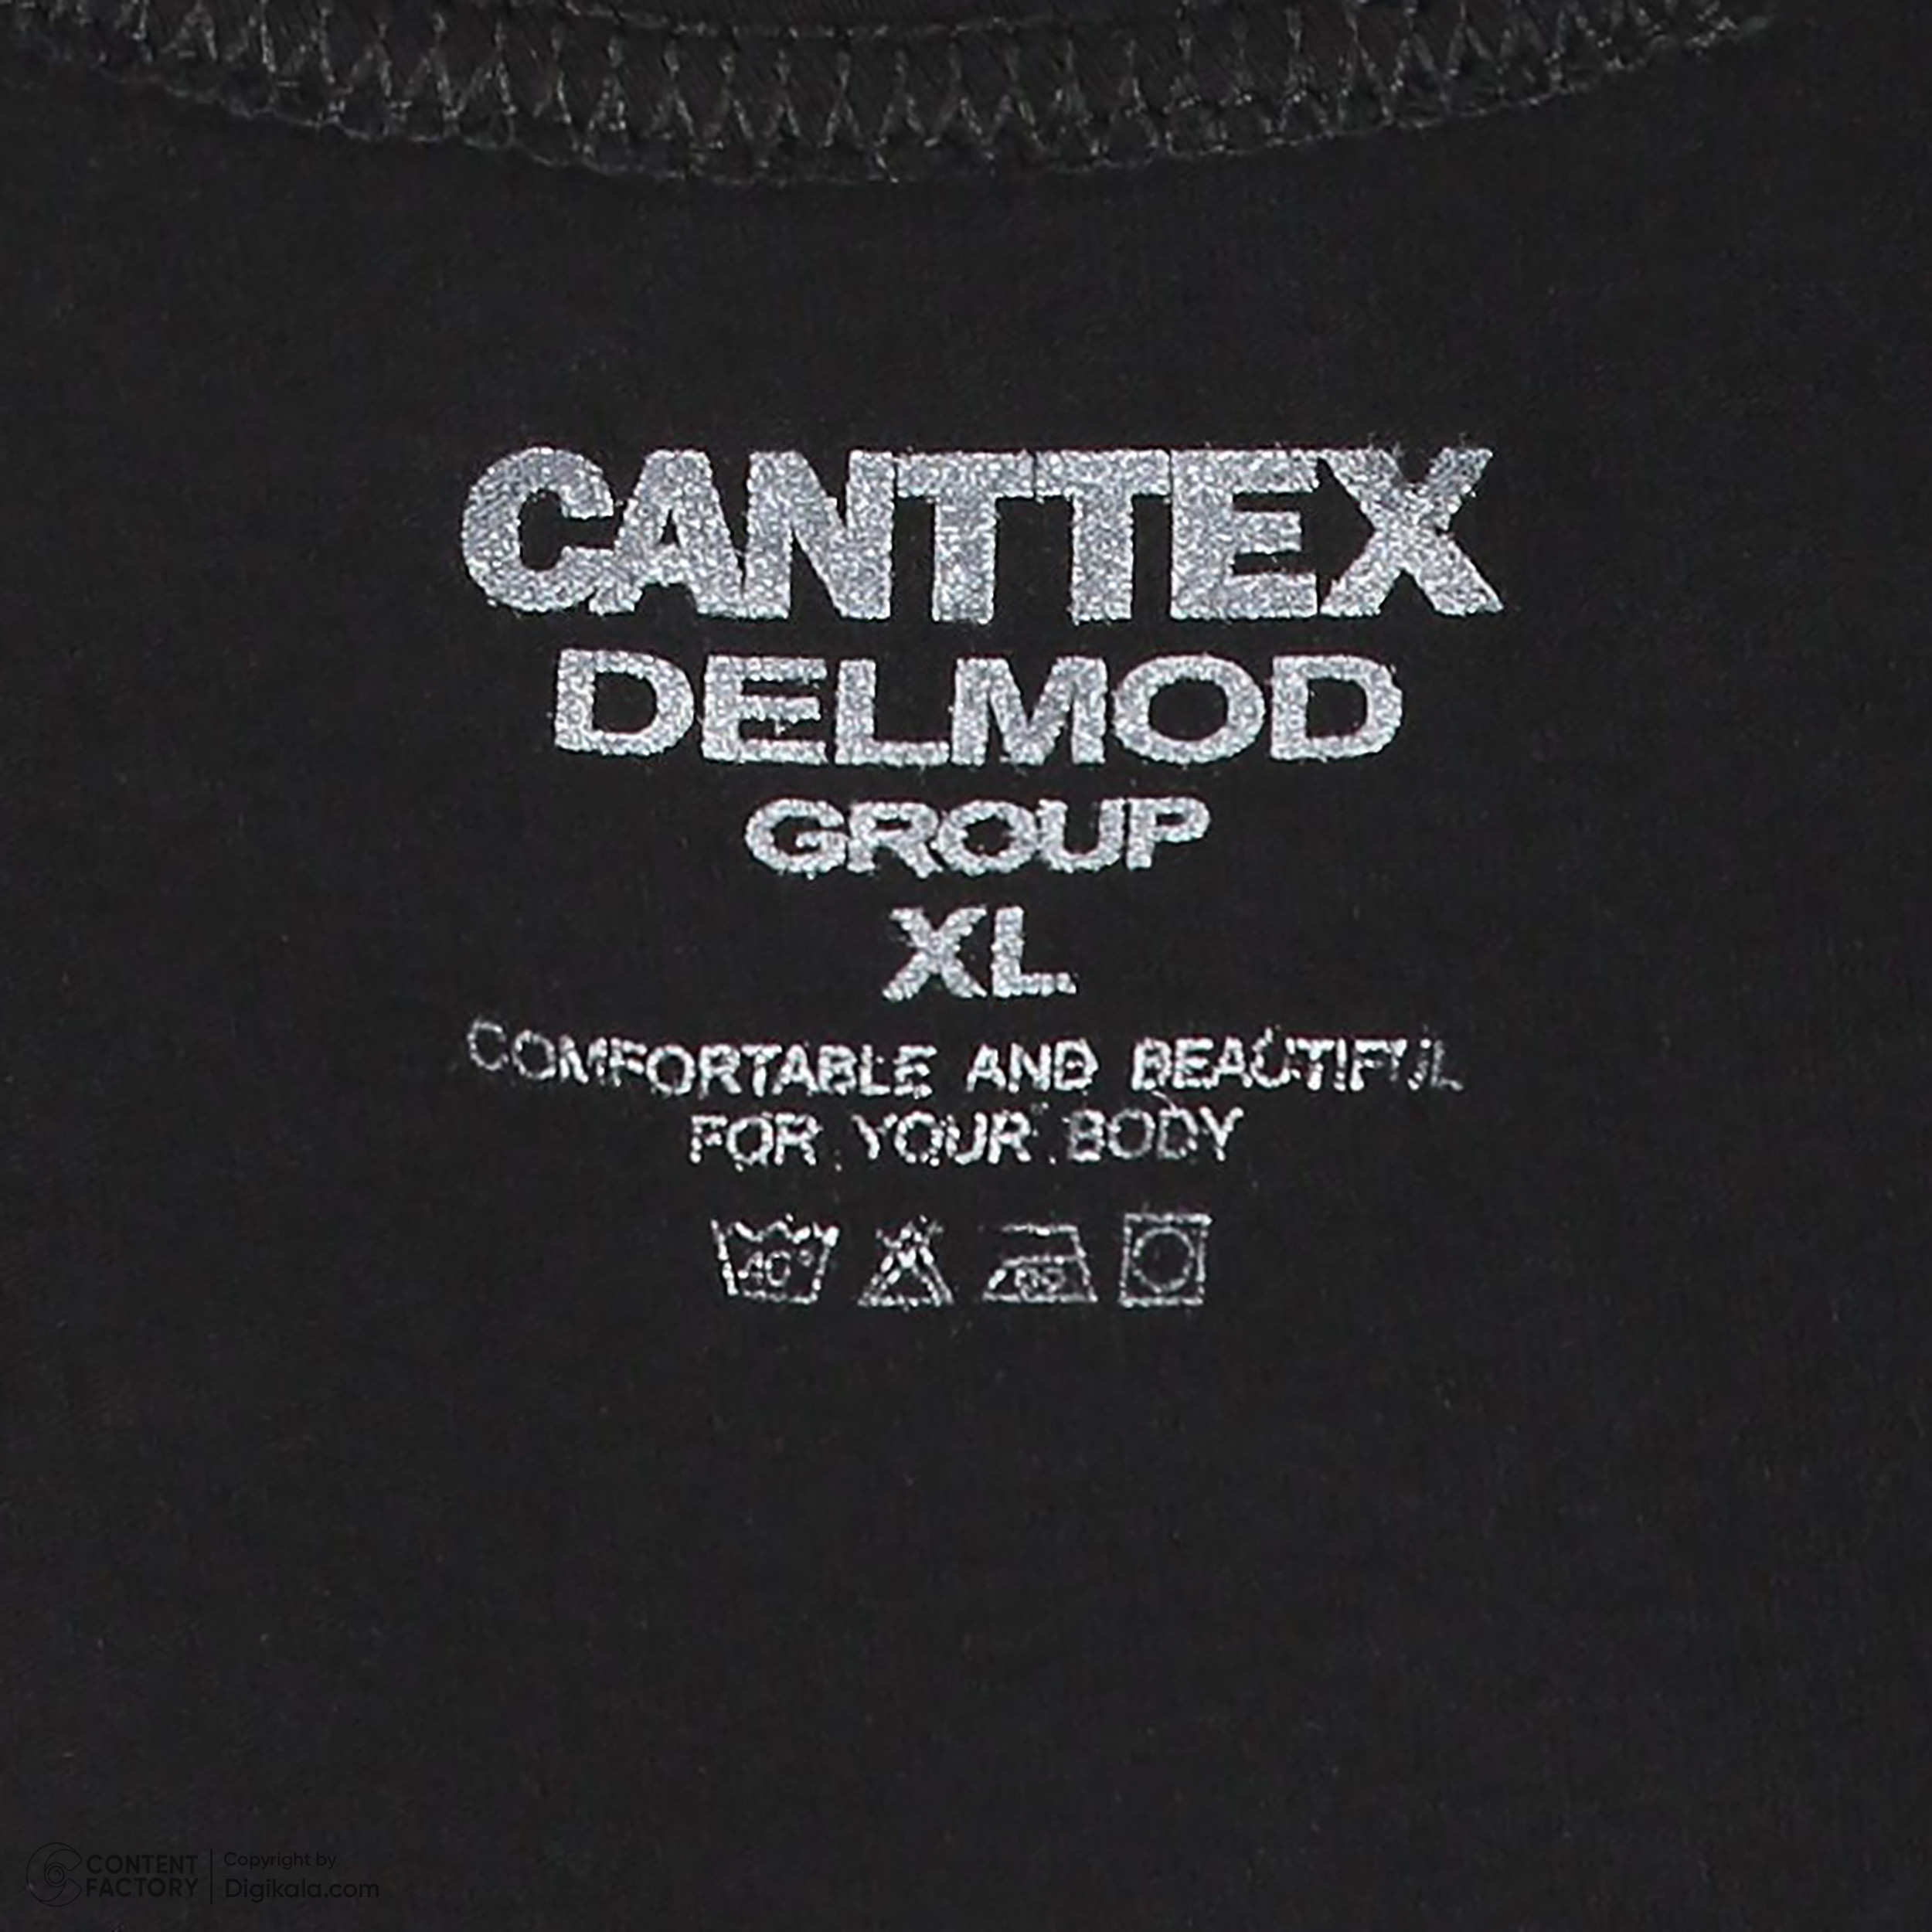 CANTTEX
DELMOD
GROUP
XL
COMFORTABLE AND BEAUTIFUL
FOR YOUR BODY
40°
CONTENT FACTORY
Copyright by
Digikala.com